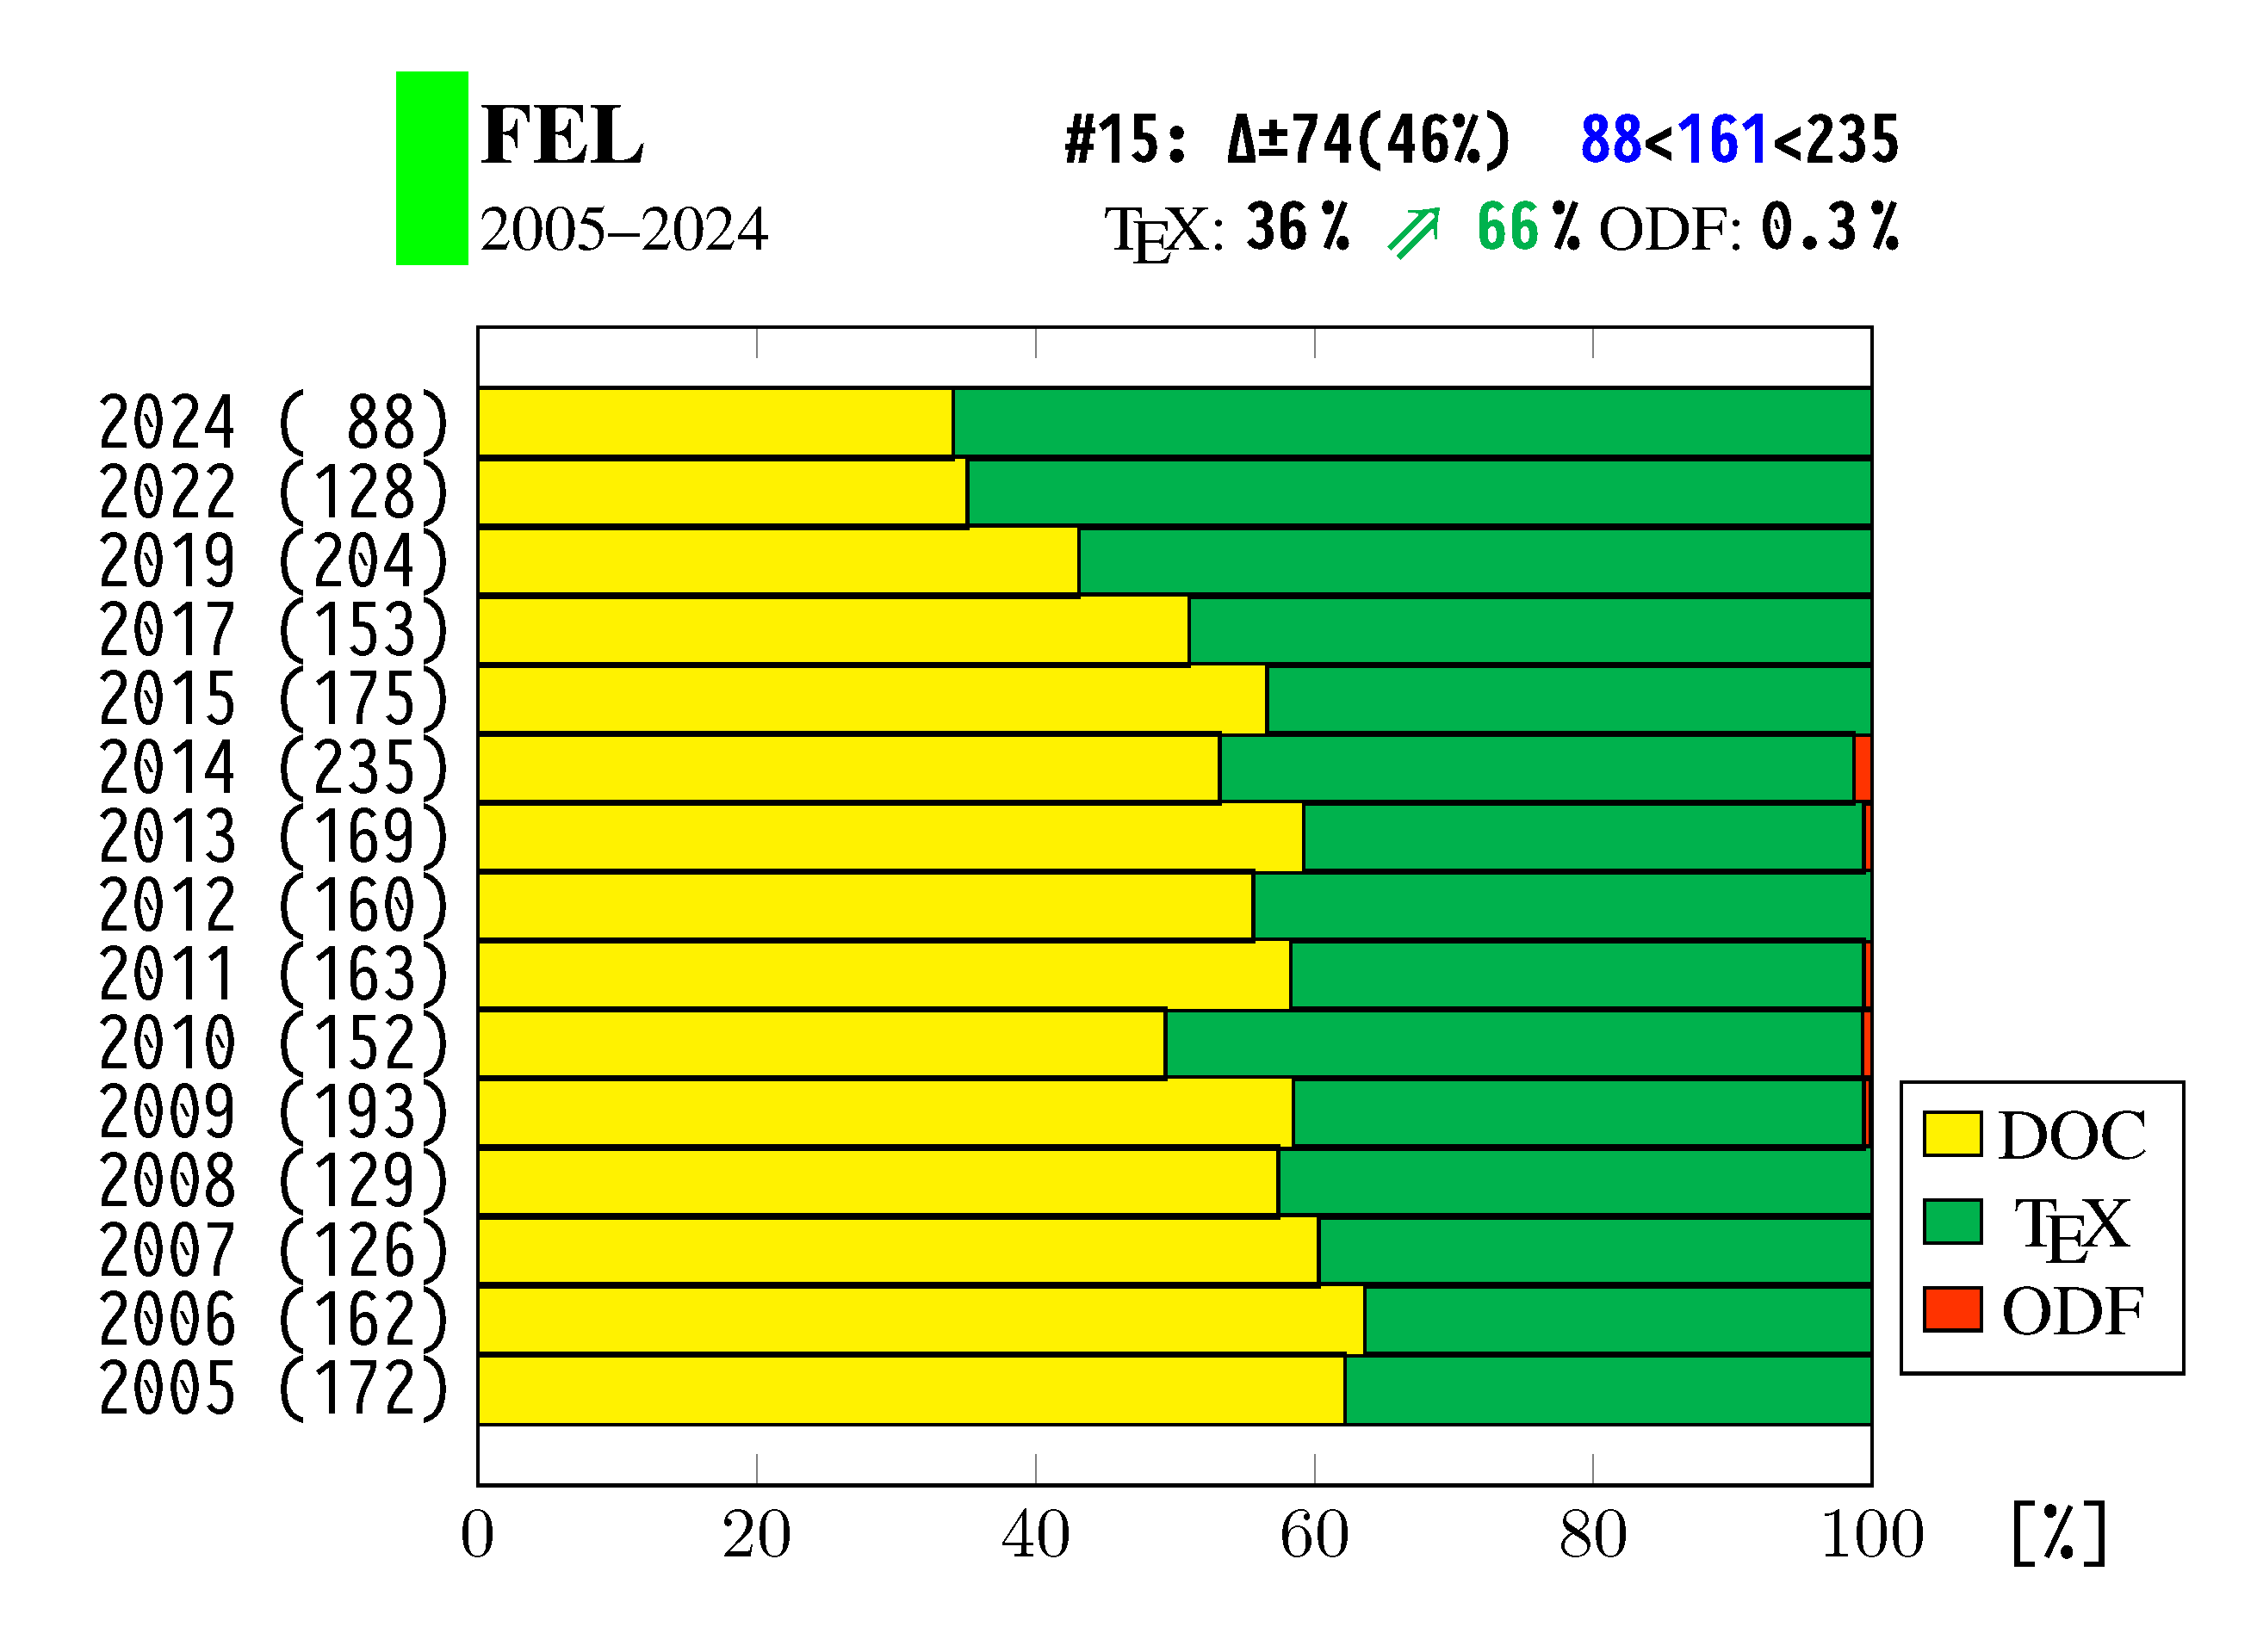 FEL
#15: Δ±74(46%) 88<161<235
2005–2024
TEX: 36% ⇗ 66% ODF: 0.3%
2024 ( 88)
2022 (128)
2019 (204)
2017 (153)
2015 (175)
2014 (235)
2013 (169)
2012 (160)
2011 (163)
2010 (152)
2009 (193)
2008 (129)
2007 (126)
2006 (162)
2005 (172)
DOC
TEX
ODF
0 20 40 60 80 100 [%]